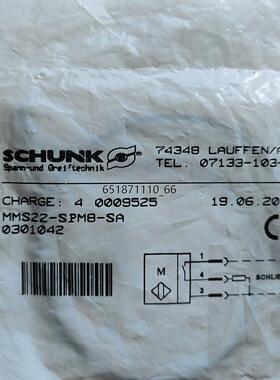 SCHUNK ®
Spann-und Greiftechnik
74348 LAUFFEN/
TEL. 07133-103-
651871110 66
CHARGE: 4 0009525
19.06.20
MMS22-SPM8-SA
0301042
C
M
1
4
3
SCHLIE